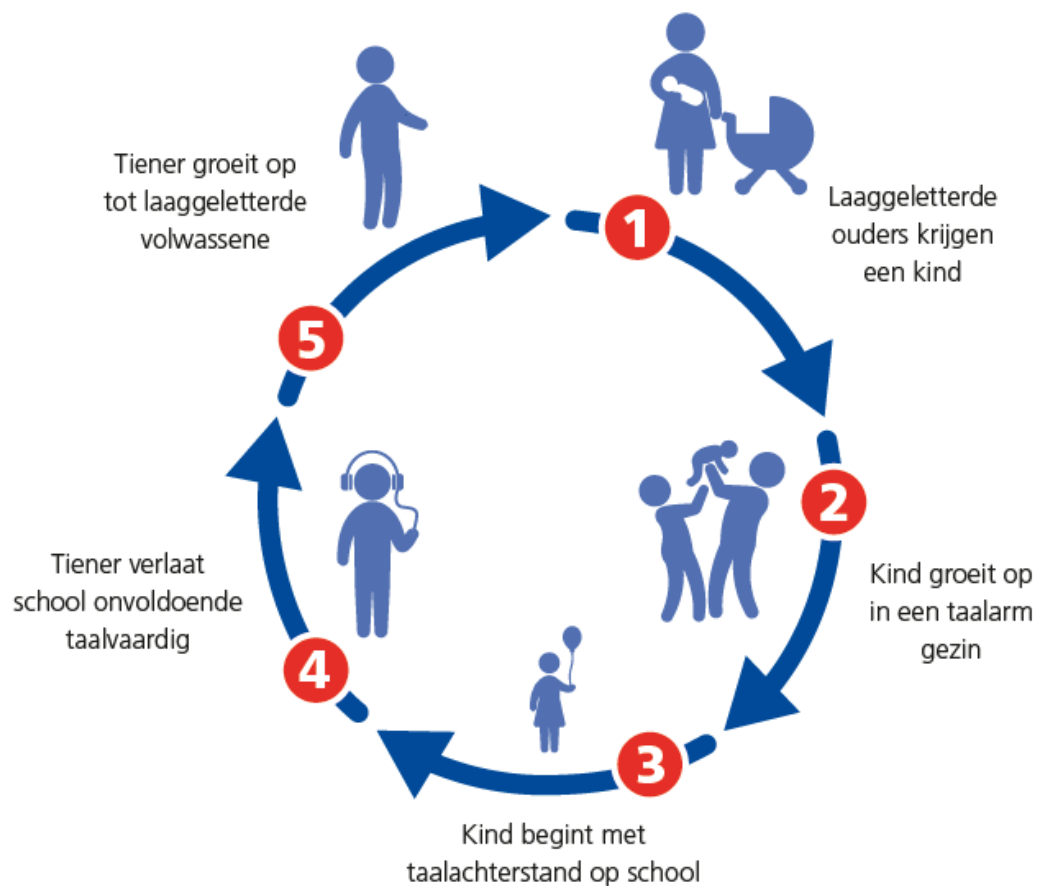 1
Laaggeletterde
ouders krijgen
een kind
2
Kind groeit op
in een taalarm
gezin
3
Kind begint met
taalachterstand op school
4
Tiener verlaat
school onvoldoende
taalvaardig
5
Tiener groeit op
tot laaggeletterde
volwassene